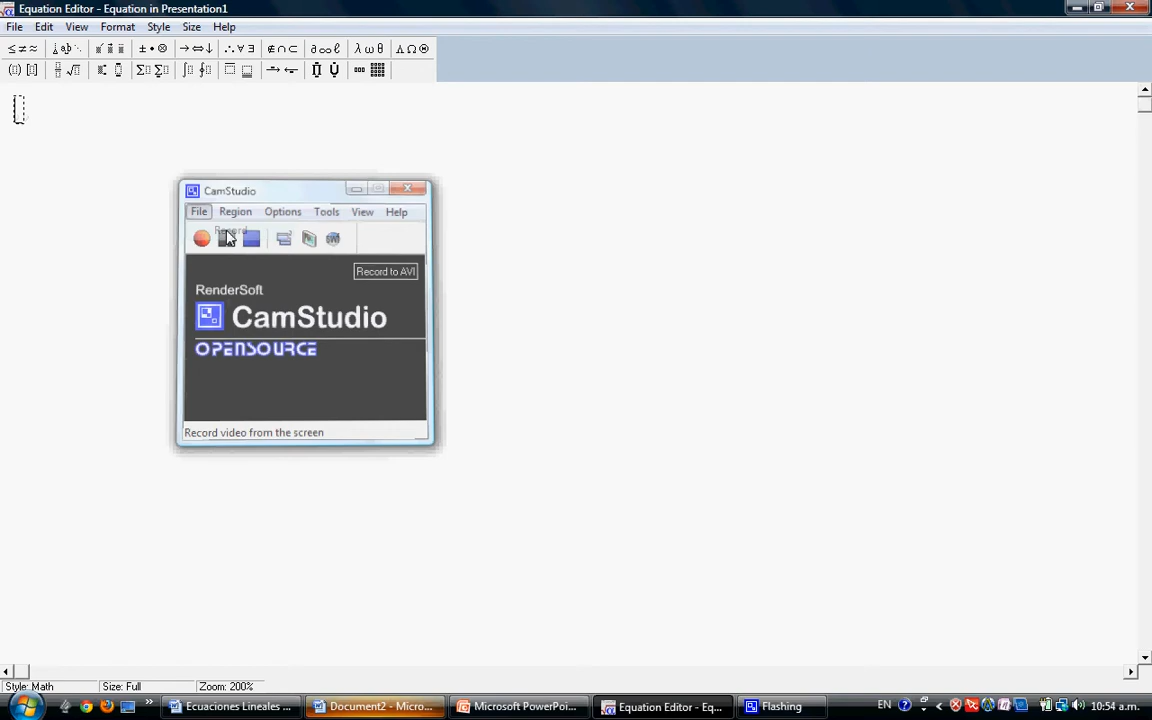 Equation Editor - Equation in Presentation1
File Edit View Format Style Size Help
CamStudio
File Region Options Tools View Help
Record
Record to AVI
RenderSoft
CamStudio
OPENSOURCE
Record video from the screen
Style: Math Size: Full Zoom: 200%
Ecuaciones Lineales ... Document2 - Micro... Microsoft PowerPoi... Equation Editor - Eq... Flashing EN 10:54 a.m.